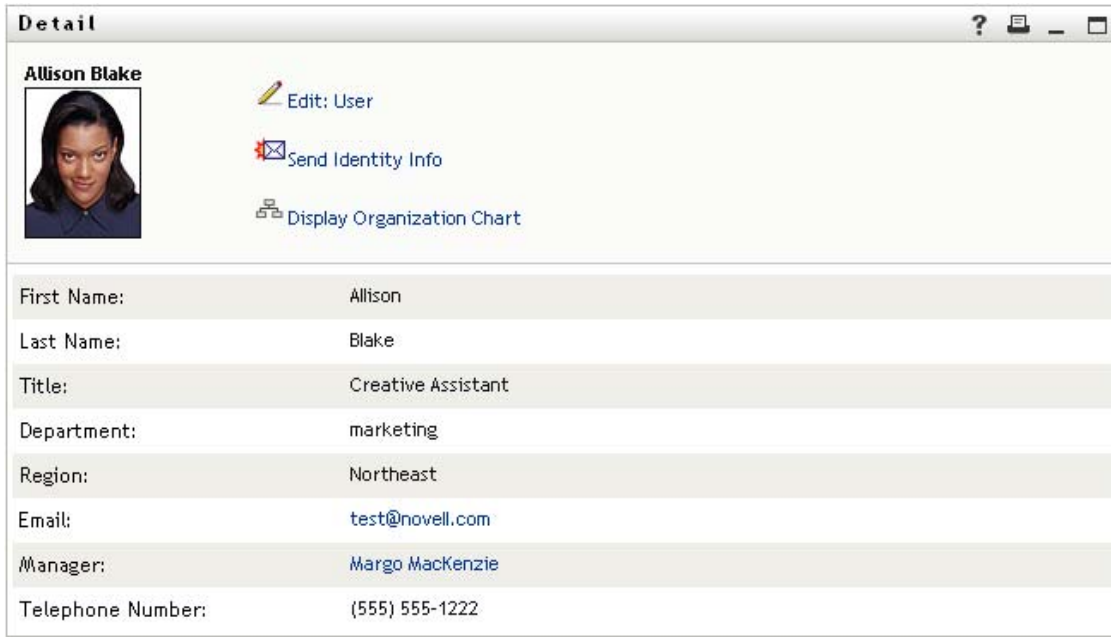 Detail
?
Allison Blake
Edit: User
Send Identity Info
Display Organization Chart
First Name: Allison
Last Name: Blake
Title: Creative Assistant
Department: marketing
Region: Northeast
Email: test@novell.com
Manager: Margo MacKenzie
Telephone Number: (555) 555-1222